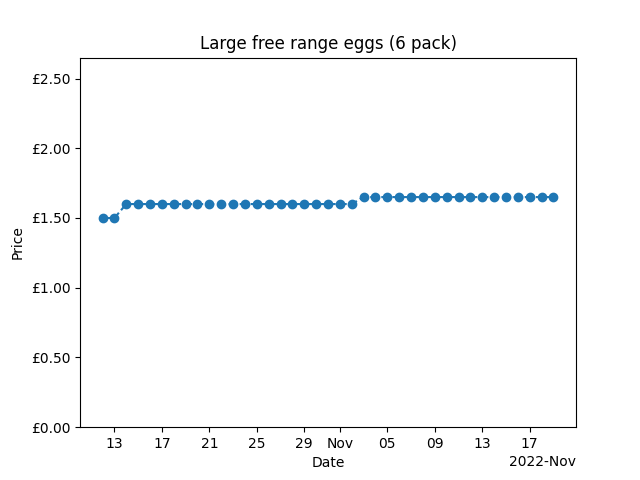 Large free range eggs (6 pack)
£2.50
£2.00
£1.50
£1.00
£0.50
£0.00
Price
13 17 21 25 29 Nov 05 09 13 17
Date
2022-Nov